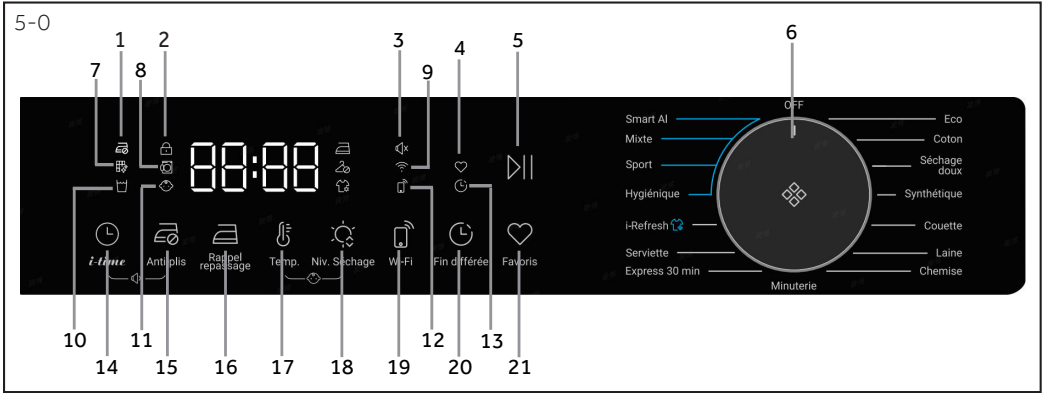 5-0
1 2 3 4 5 6
7 8 9
88:88
OFF
Smart AI
Mixte
Sport
Hygiénique
i-Refresh
Serviette
Express 30 min
Minuterie
Eco
Coton
Séchage
doux
Synthétique
Couette
Laine
Chemise
i-time
Antiplis
Rappel
repassage
Temp.
Niv. Séchage
Wi-Fi
Fin différée
Favoris
10 11 12 13
14 15 16 17 18 19 20 21